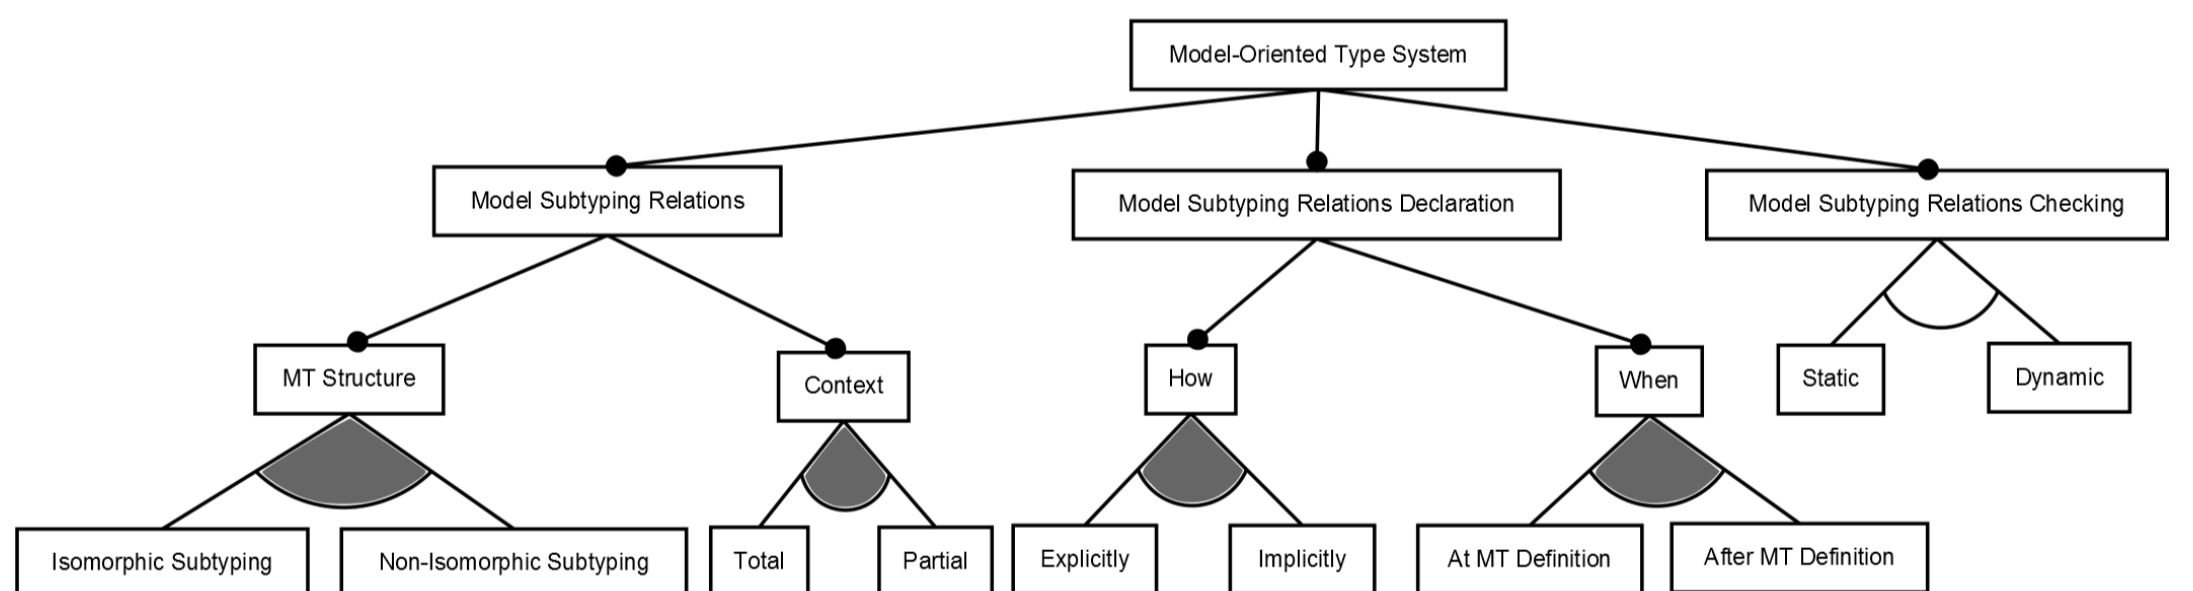 Model-Oriented Type System
Model Subtyping Relations
Model Subtyping Relations Declaration
Model Subtyping Relations Checking
MT Structure
Context
How
When
Static
Dynamic
Isomorphic Subtyping
Non-Isomorphic Subtyping
Total
Partial
Explicitly
Implicitly
At MT Definition
After MT Definition